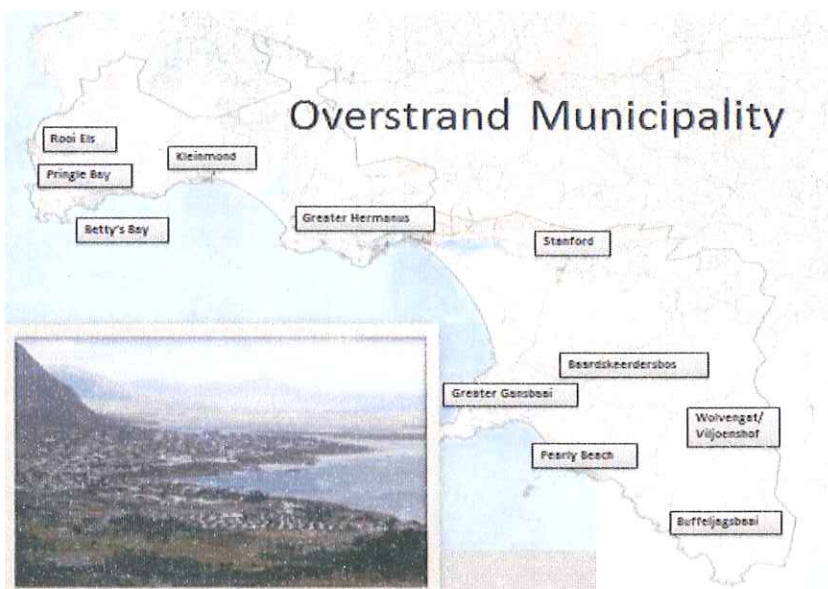 Overstrand Municipality
Rooi Els
Kleinmond
Pringle Bay
Greater Hermanus
Betty's Bay
Stanford
Baardskeerdersbos
Greater Gansbaai
Wolvengat/
Viljoenshof
Pearly Beach
Buffeljagsbaai